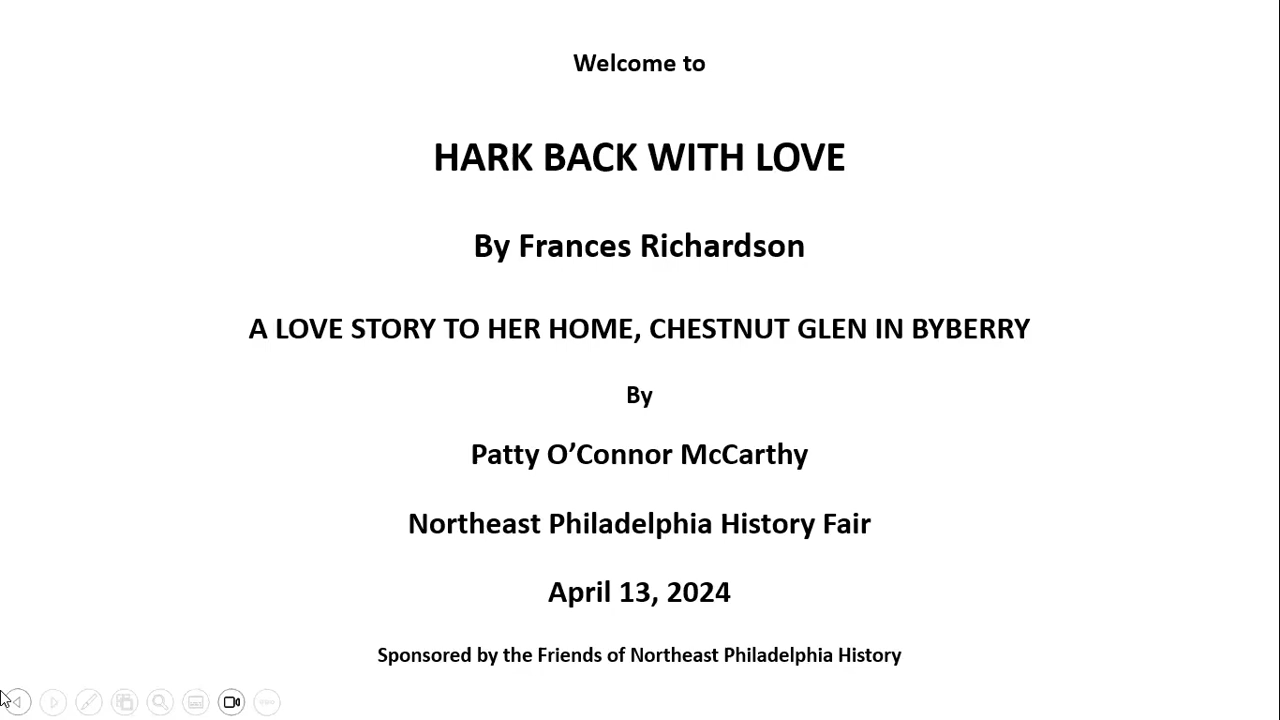 Welcome to
HARK BACK WITH LOVE
By Frances Richardson
A LOVE STORY TO HER HOME, CHESTNUT GLEN IN BYBERRY
By
Patty O’Connor McCarthy
Northeast Philadelphia History Fair
April 13, 2024
Sponsored by the Friends of Northeast Philadelphia History